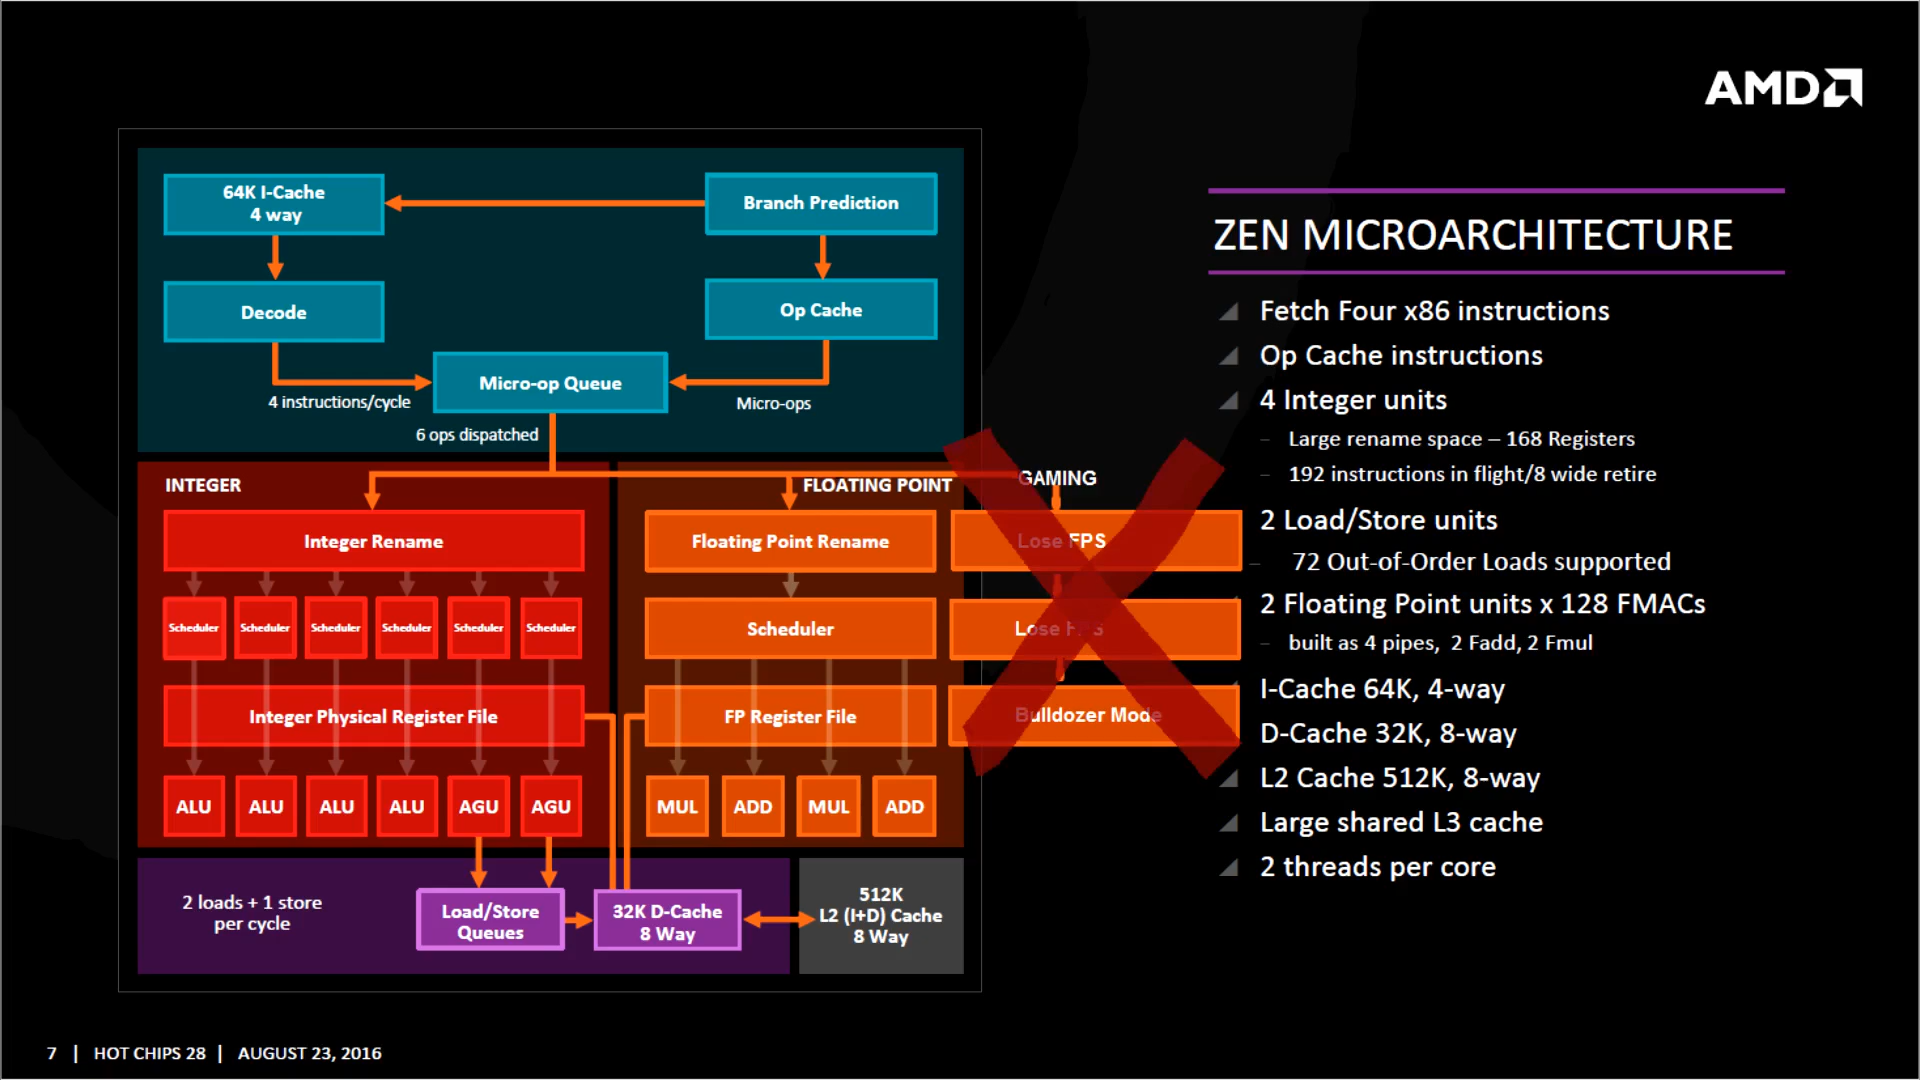 AMD
64K I-Cache
4 way
Branch Prediction
Decode
Op Cache
Micro-op Queue
4 instructions/cycle
Micro-ops
6 ops dispatched
INTEGER
FLOATING POINT
GAMING
Integer Rename
Floating Point Rename
Lose FPS
Scheduler
Scheduler
Scheduler
Scheduler
Scheduler
Scheduler
Scheduler
Lose FPS
Integer Physical Register File
FP Register File
Bulldozer Mode
ALU
ALU
ALU
ALU
AGU
AGU
MUL
ADD
MUL
ADD
2 loads + 1 store
per cycle
Load/Store
Queues
32K D-Cache
8 Way
512K
L2 (I+D) Cache
8 Way
ZEN MICROARCHITECTURE
Fetch Four x86 instructions
Op Cache instructions
4 Integer units
– Large rename space – 168 Registers
– 192 instructions in flight/8 wide retire
2 Load/Store units
– 72 Out-of-Order Loads supported
2 Floating Point units x 128 FMACs
– built as 4 pipes, 2 Fadd, 2 Fmul
I-Cache 64K, 4-way
D-Cache 32K, 8-way
L2 Cache 512K, 8-way
Large shared L3 cache
2 threads per core
7 | HOT CHIPS 28 | AUGUST 23, 2016